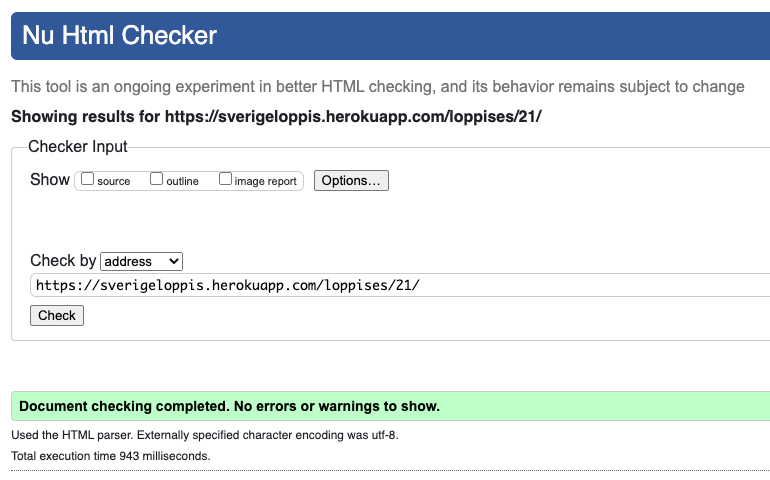 Nu Html Checker
This tool is an ongoing experiment in better HTML checking, and its behavior remains subject to change
Showing results for https://sverigeloppis.herokuapp.com/loppises/21/
Checker Input
Show source outline image report Options...
Check by address
https://sverigeloppis.herokuapp.com/loppises/21/
Check
Document checking completed. No errors or warnings to show.
Used the HTML parser. Externally specified character encoding was utf-8.
Total execution time 943 milliseconds.